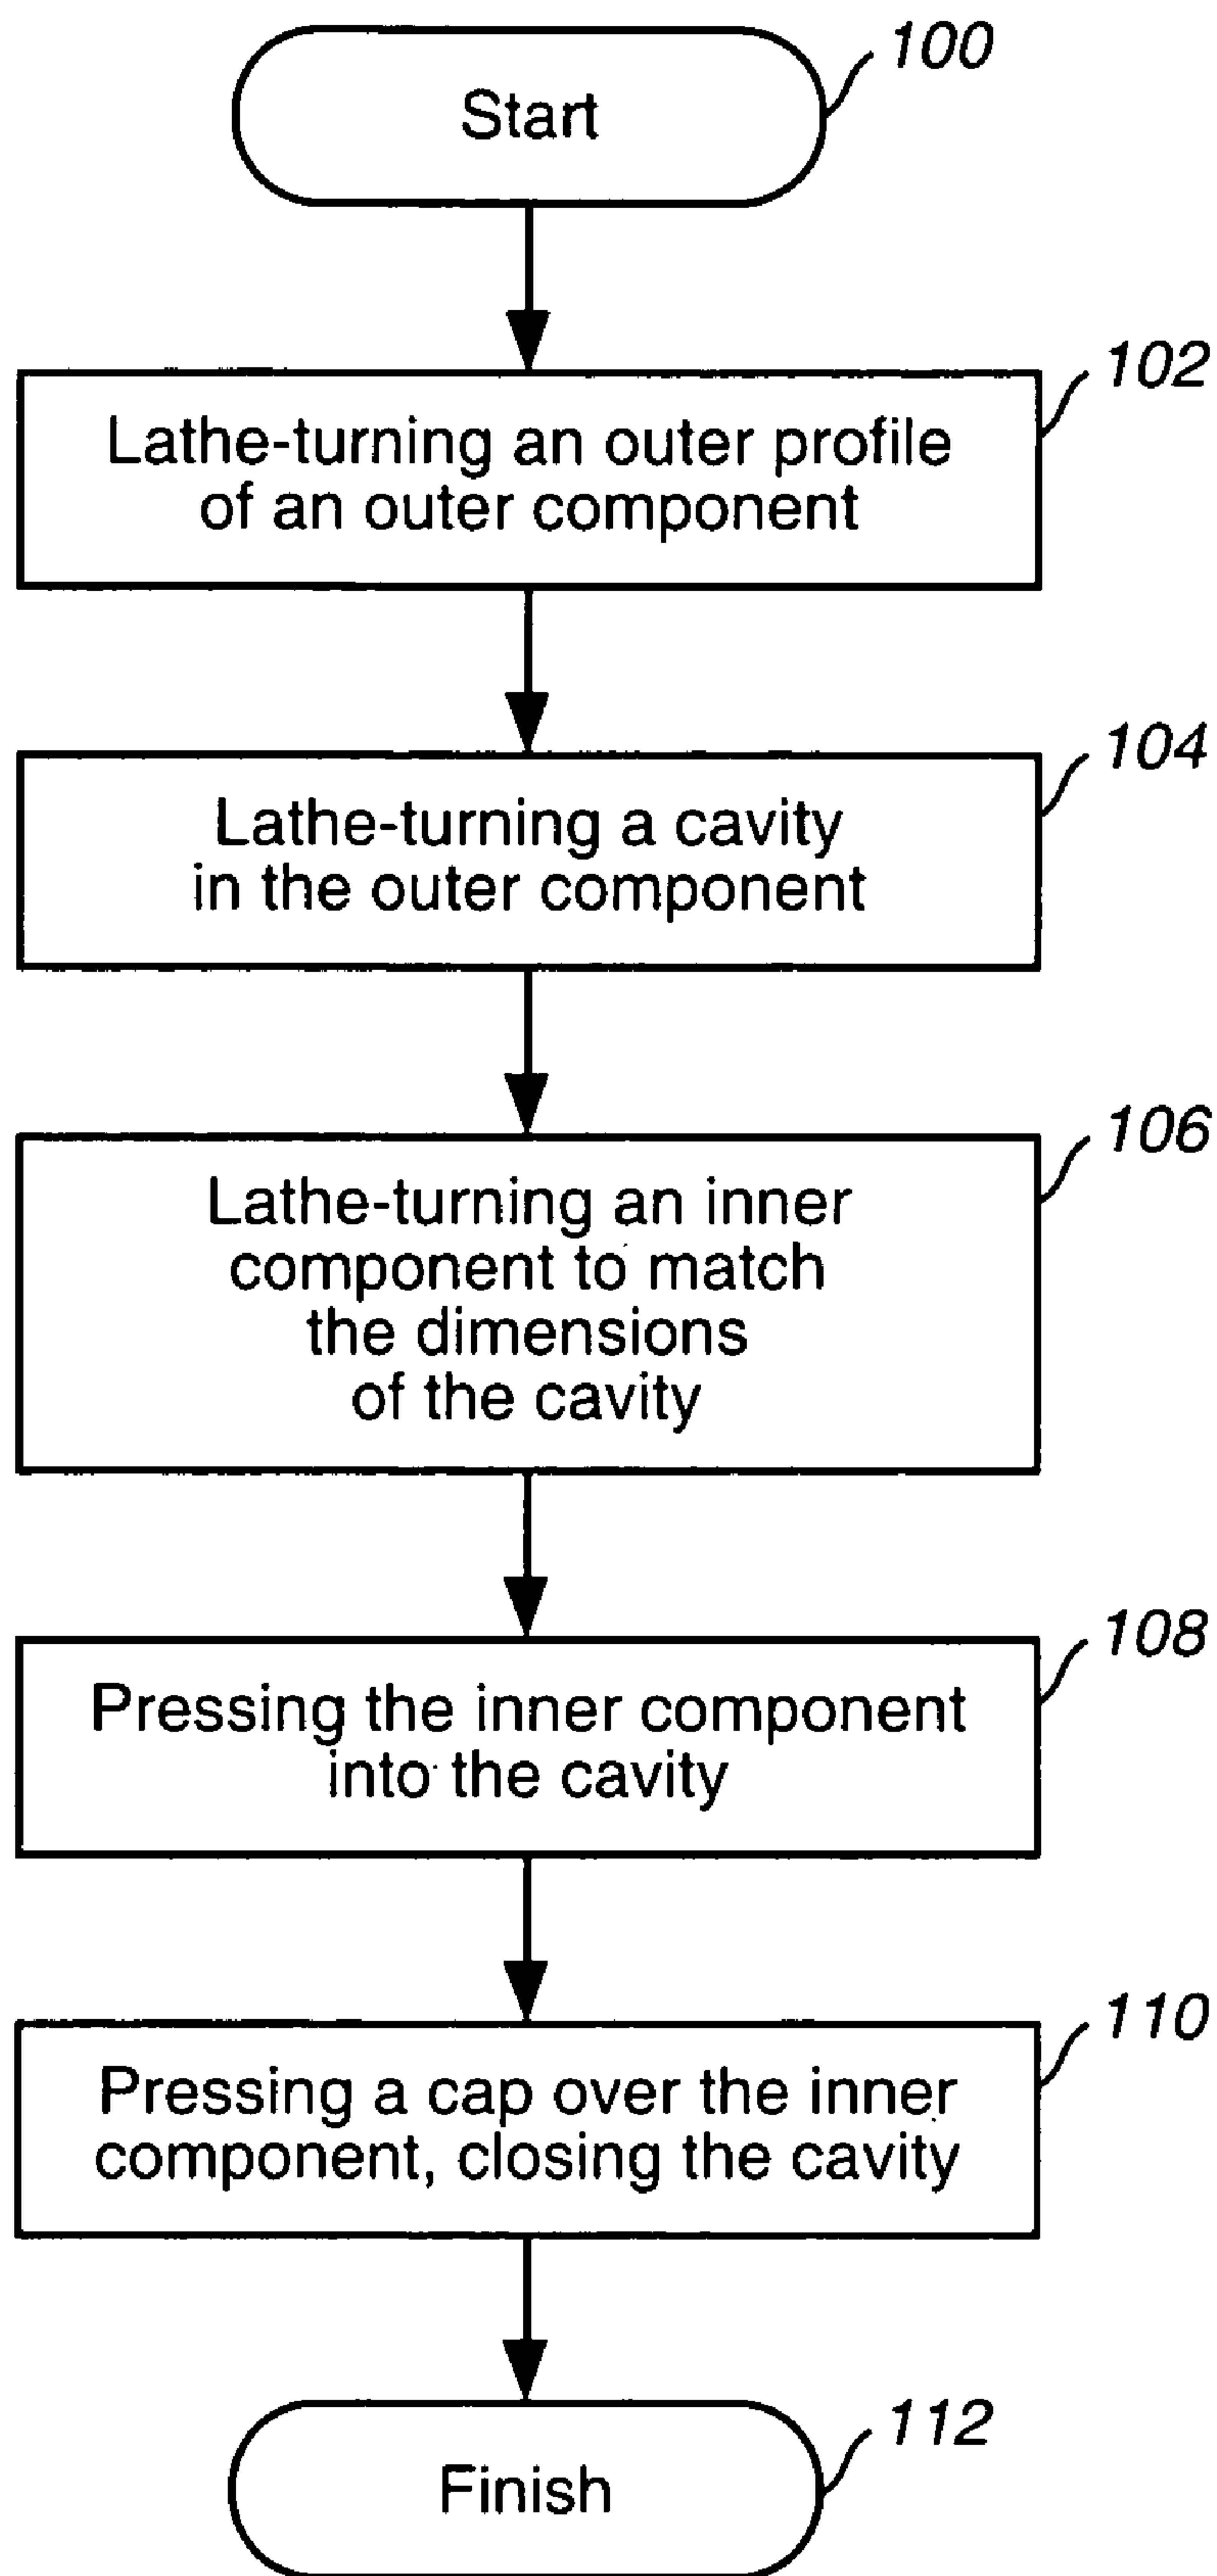 100
Start
102
Lathe-turning an outer profile
of an outer component
104
Lathe-turning a cavity
in the outer component
106
Lathe-turning an inner
component to match
the dimensions
of the cavity
108
Pressing the inner component
into the cavity
110
Pressing a cap over the inner
component, closing the cavity
112
Finish